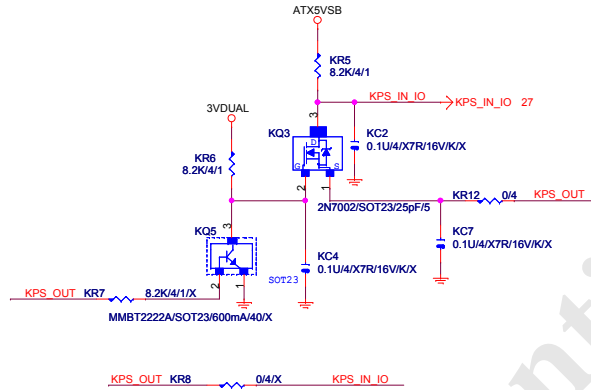 ATX5VSB
KR5
8.2K/4/1
KPS_IN_IO
KPS_IN_IO 27
3
3VDUAL
KQ3
KC2
0.1U/4/X7R/16V/K/X
D
G
S
KR6
8.2K/4/1
2
1
2N7002/SOT23/25pF/5
KR12
0/4
KPS_OUT
3
KQ5
KC7
0.1U/4/X7R/16V/K/X
KC4
0.1U/4/X7R/16V/K/X
SOT23
2
1
KPS_OUT
KR7
8.2K/4/1/X
MMBT2222A/SOT23/600mA/40/X
KPS_OUT
KR8
0/4/X
KPS_IN_IO